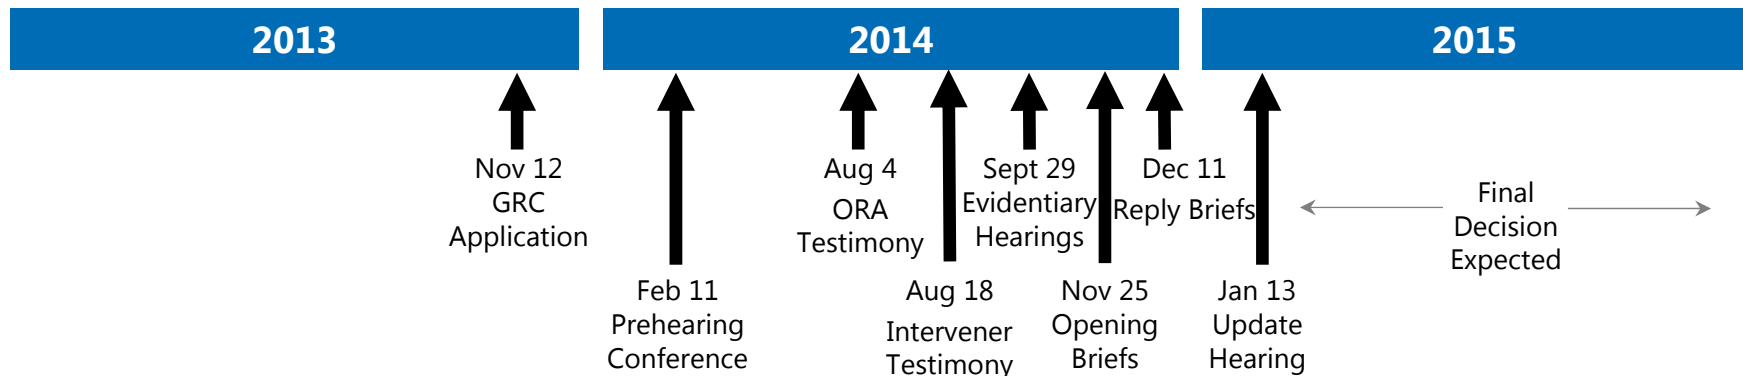 2013
2014
2015
Nov 12
GRC
Application
Feb 11
Prehearing
Conference
Aug 4
ORA
Testimony
Aug 18
Intervener
Testimony
Sept 29
Evidentiary
Hearings
Nov 25
Opening
Briefs
Dec 11
Reply Briefs
Jan 13
Update
Hearing
Final
Decision
Expected